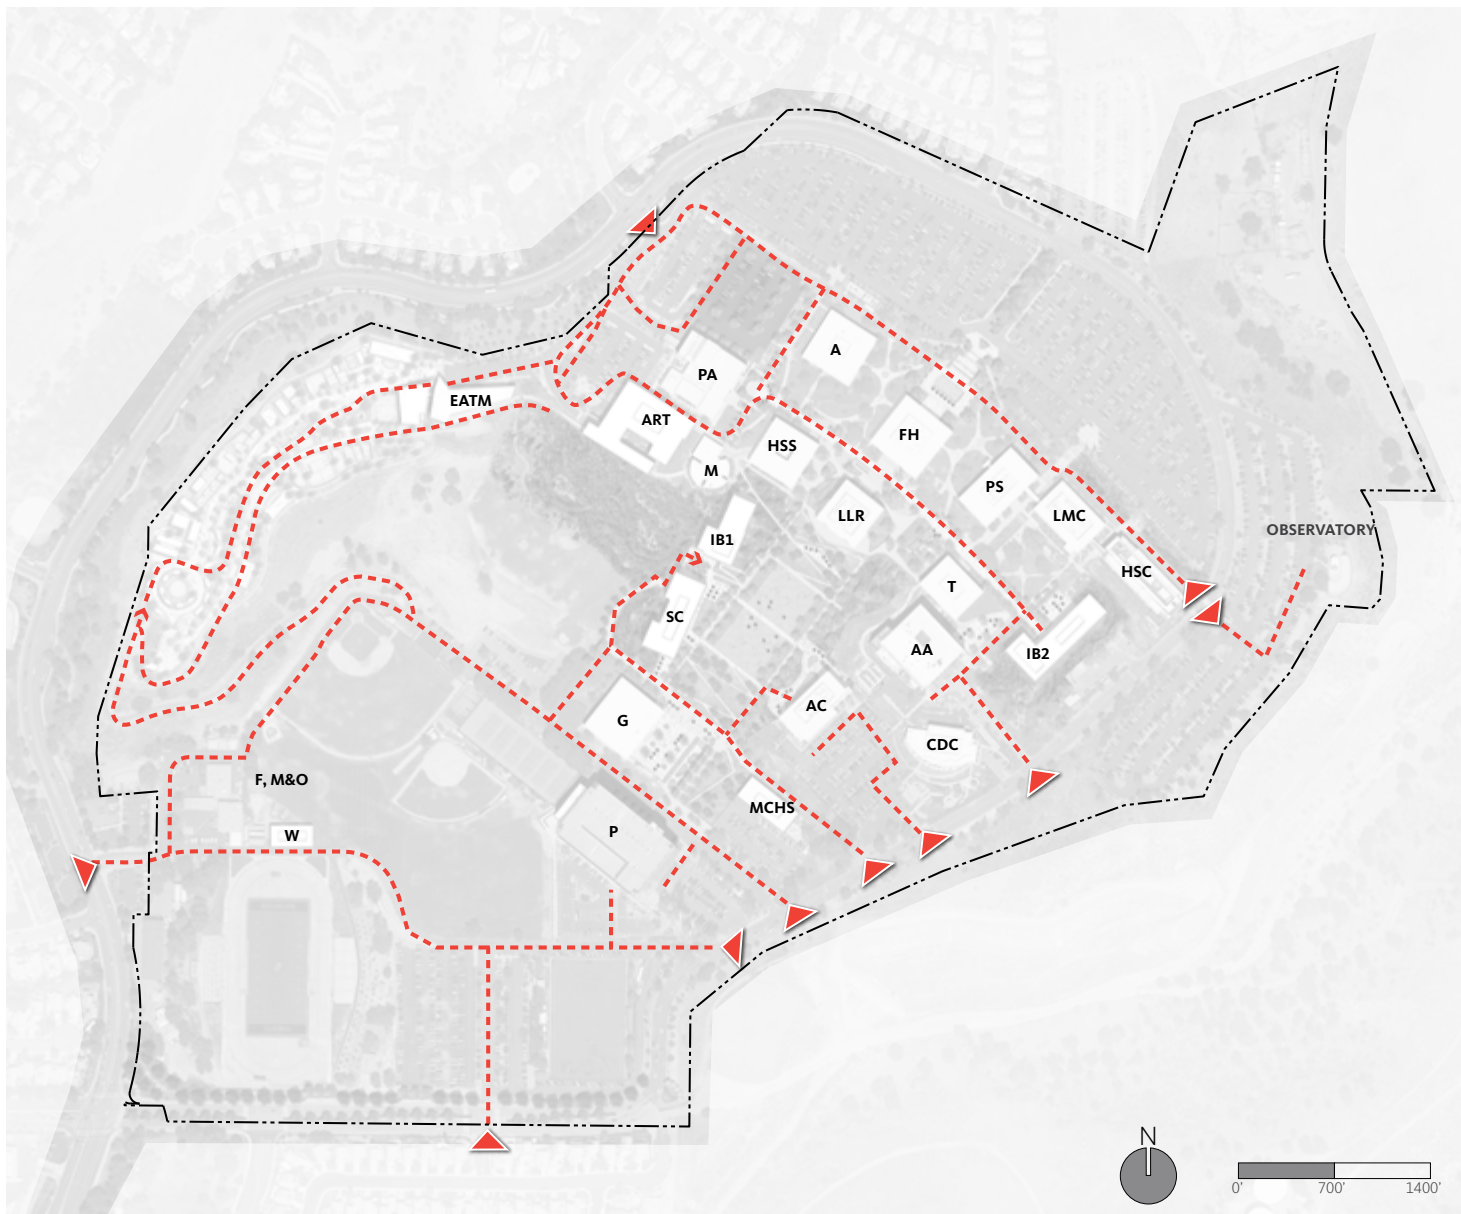 A
PA
EATM
ART
FH
HSS
M
PS
LLR
LMC
OBSERVATORY
IB1
HSC
T
SC
AA
IB2
AC
G
CDC
F, M&O
MCHS
P
W
N
0' 700' 1400'